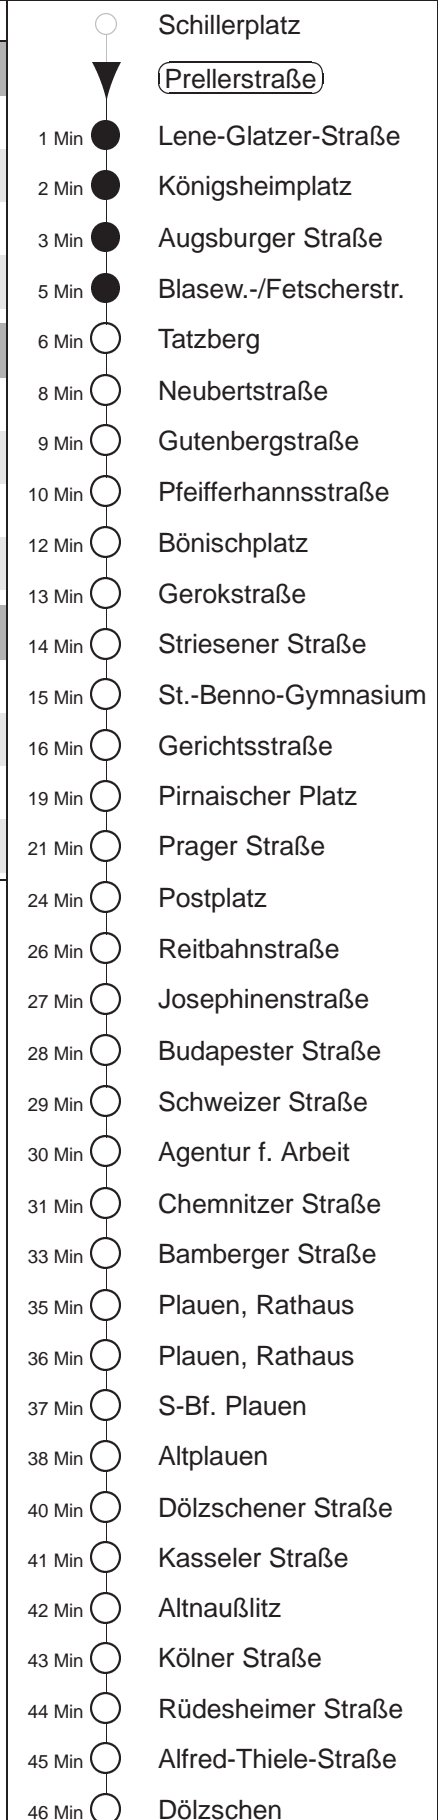 Schillerplatz
Prellerstraße
1 Min Lene-Glatzer-Straße
2 Min Königsheimplatz
3 Min Augsburger Straße
5 Min Blasew.-/Fetscherstr.
6 Min Tatzberg
8 Min Neubertstraße
9 Min Gutenbergstraße
10 Min Pfeifferhannsstraße
12 Min Bönischplatz
13 Min Gerokstraße
14 Min Striesener Straße
15 Min St.-Benno-Gymnasium
16 Min Gerichtsstraße
19 Min Pirnaischer Platz
21 Min Prager Straße
24 Min Postplatz
26 Min Reitbahnstraße
27 Min Josephinenstraße
28 Min Budapester Straße
29 Min Schweizer Straße
30 Min Agentur f. Arbeit
31 Min Chemnitzer Straße
33 Min Bamberger Straße
35 Min Plauen, Rathaus
36 Min Plauen, Rathaus
37 Min S-Bf. Plauen
38 Min Altplauen
40 Min Dölzschener Straße
41 Min Kasseler Straße
42 Min Altnaußlitz
43 Min Kölner Straße
44 Min Rüdesheimer Straße
45 Min Alfred-Thiele-Straße
46 Min Dölzschen